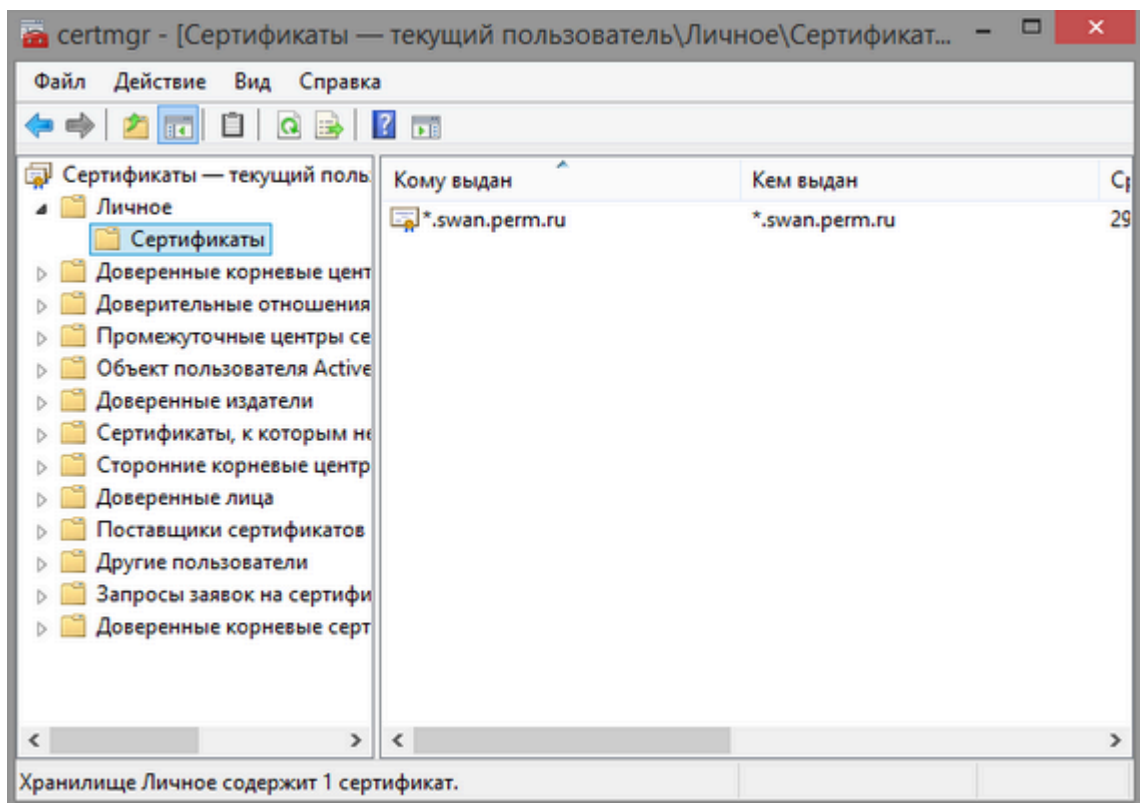 certmgr - [Сертификаты — текущий пользователь\Личное\Сертификат...
Файл Действие Вид Справка
Сертификаты — текущий поль
Личное
Сертификаты
Доверенные корневые цент
Доверительные отношения
Промежуточные центры се
Объект пользователя Active
Доверенные издатели
Сертификаты, к которым не
Сторонние корневые центр
Доверенные лица
Поставщики сертификатов
Другие пользователи
Запросы заявок на сертифи
Доверенные корневые серт
Кому выдан Кем выдан Ср
*.swan.perm.ru *.swan.perm.ru 29
Хранилище Личное содержит 1 сертификат.